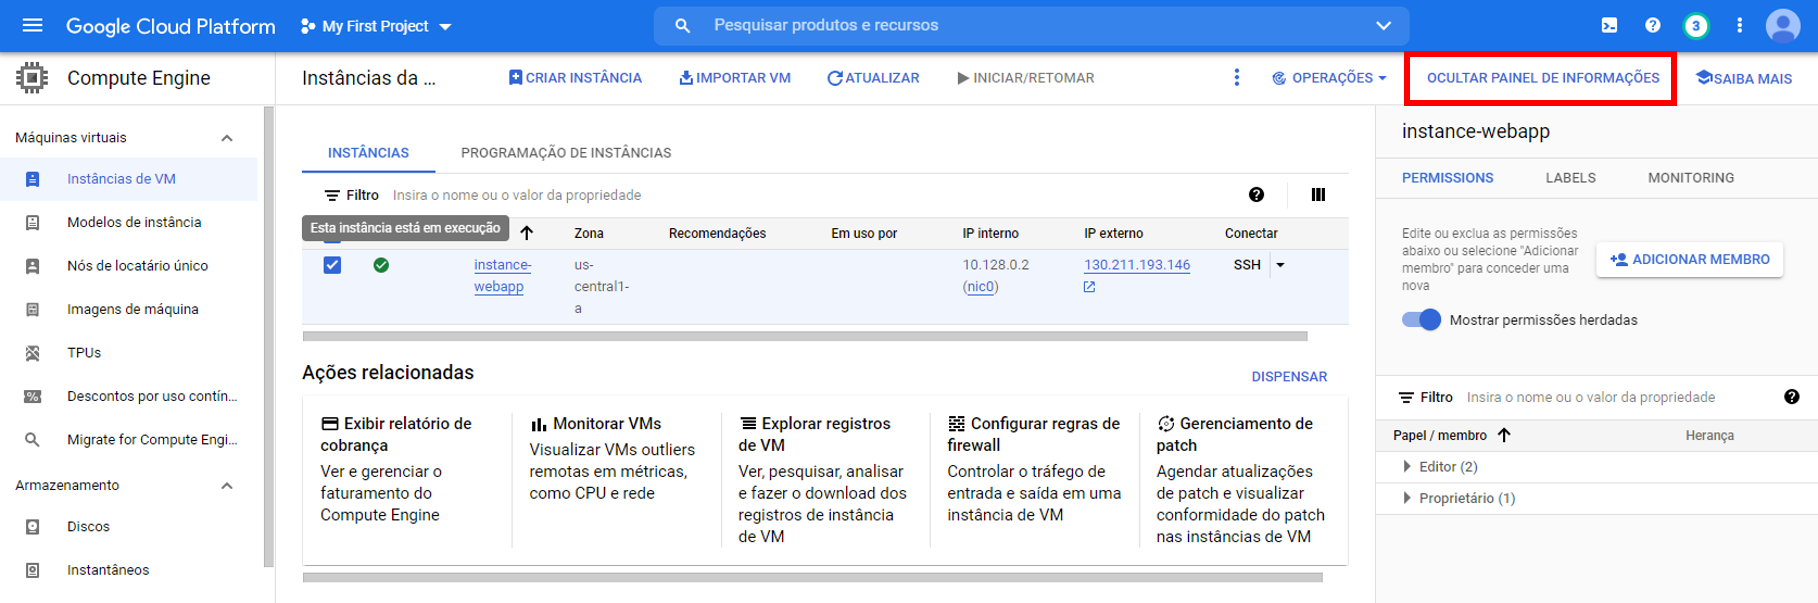 Google Cloud Platform
My First Project
Pesquisar produtos e recursos
3
Compute Engine
Instâncias da ...
CRIAR INSTÂNCIA
IMPORTAR VM
ATUALIZAR
INICIAR/RETOMAR
OPERAÇÕES
OCULTAR PAINEL DE INFORMAÇÕES
SAIBA MAIS
Máquinas virtuais
Instâncias de VM
Modelos de instância
Nós de locatário único
Imagens de máquina
TPUs
Descontos por uso contín...
Migrate for Compute Engi...
Armazenamento
Discos
Instantâneos
INSTÂNCIAS
PROGRAMAÇÃO DE INSTÂNCIAS
Filtro
Insira o nome ou o valor da propriedade
Esta instância está em execução
Zona
Recomendações
Em uso por
IP interno
IP externo
Conectar
instance-
webapp
us-
central1-
a
10.128.0.2
(nic0)
130.211.193.146
SSH
Ações relacionadas
DISPENSAR
Exibir relatório de
cobrança
Ver e gerenciar o
faturamento do
Compute Engine
Monitorar VMs
Visualizar VMs outliers
remotas em métricas,
como CPU e rede
Explorar registros
de VM
Ver, pesquisar, analisar
e fazer o download dos
registros de instância
de VM
Configurar regras de
firewall
Controlar o tráfego de
entrada e saída em uma
instância de VM
Gerenciamento de
patch
Agendar atualizações
de patch e visualizar
conformidade do patch
nas instâncias de VM
instance-webapp
PERMISSIONS
LABELS
MONITORING
Edite ou exclua as permissões
abaixo ou selecione "Adicionar
membro" para conceder uma
nova
ADICIONAR MEMBRO
Mostrar permissões herdadas
Filtro
Insira o nome ou o valor da propriedade
Papel / membro
Herança
Editor (2)
Proprietário (1)